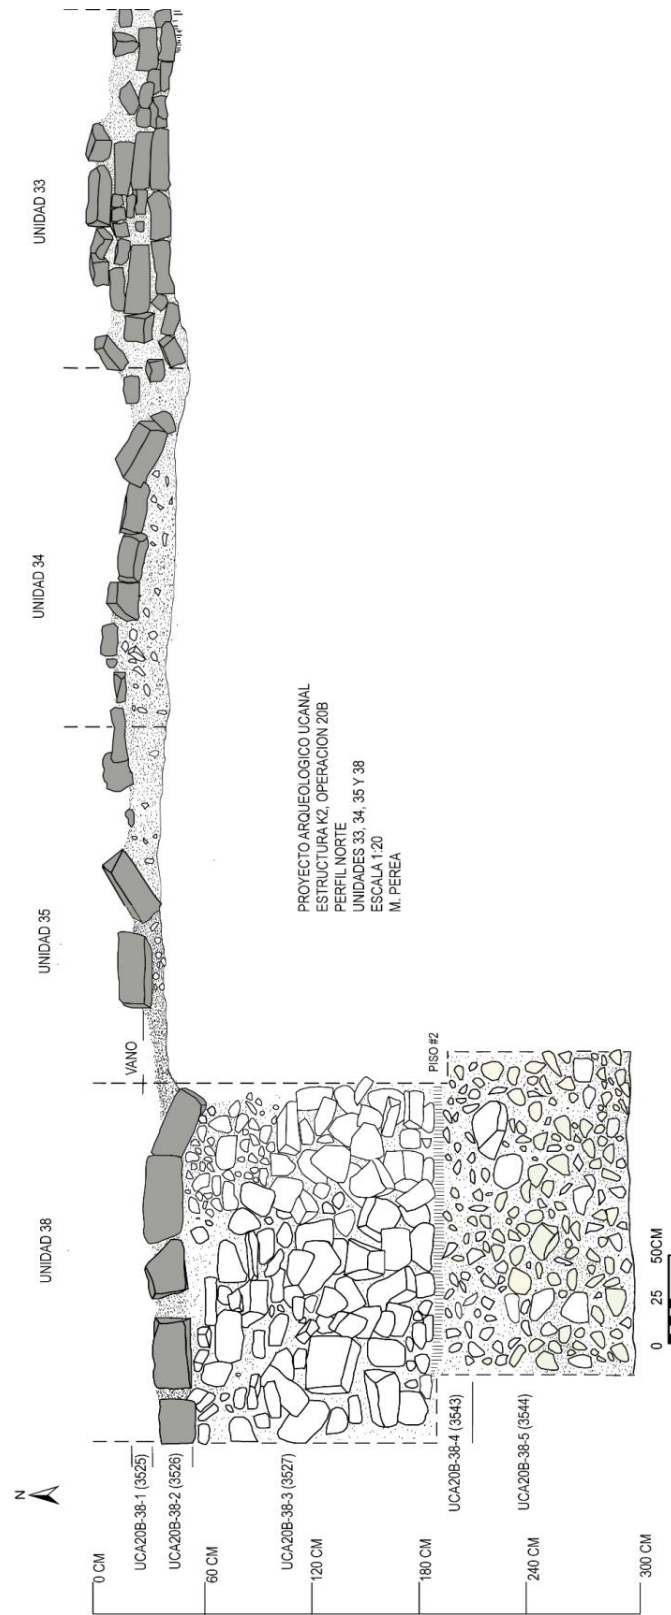 UNIDAD 38
UNIDAD 35
UNIDAD 34
UNIDAD 33
N
VANO
UCA20B-38-1 (3525)
UCA20B-38-2 (3526)
UCA20B-38-3 (3527)
PISO #2
UCA20B-38-4 (3543)
UCA20B-38-5 (3544)
0 CM
60 CM
120 CM
180 CM
240 CM
300 CM
PROYECTO ARQUEOLOGICO UCANAL
ESTRUCTURA K2, OPERACION 20B
PERFIL NORTE
UNIDADES 33, 34, 35 Y 38
ESCALA 1:20
M. PEREA
0 25 50CM